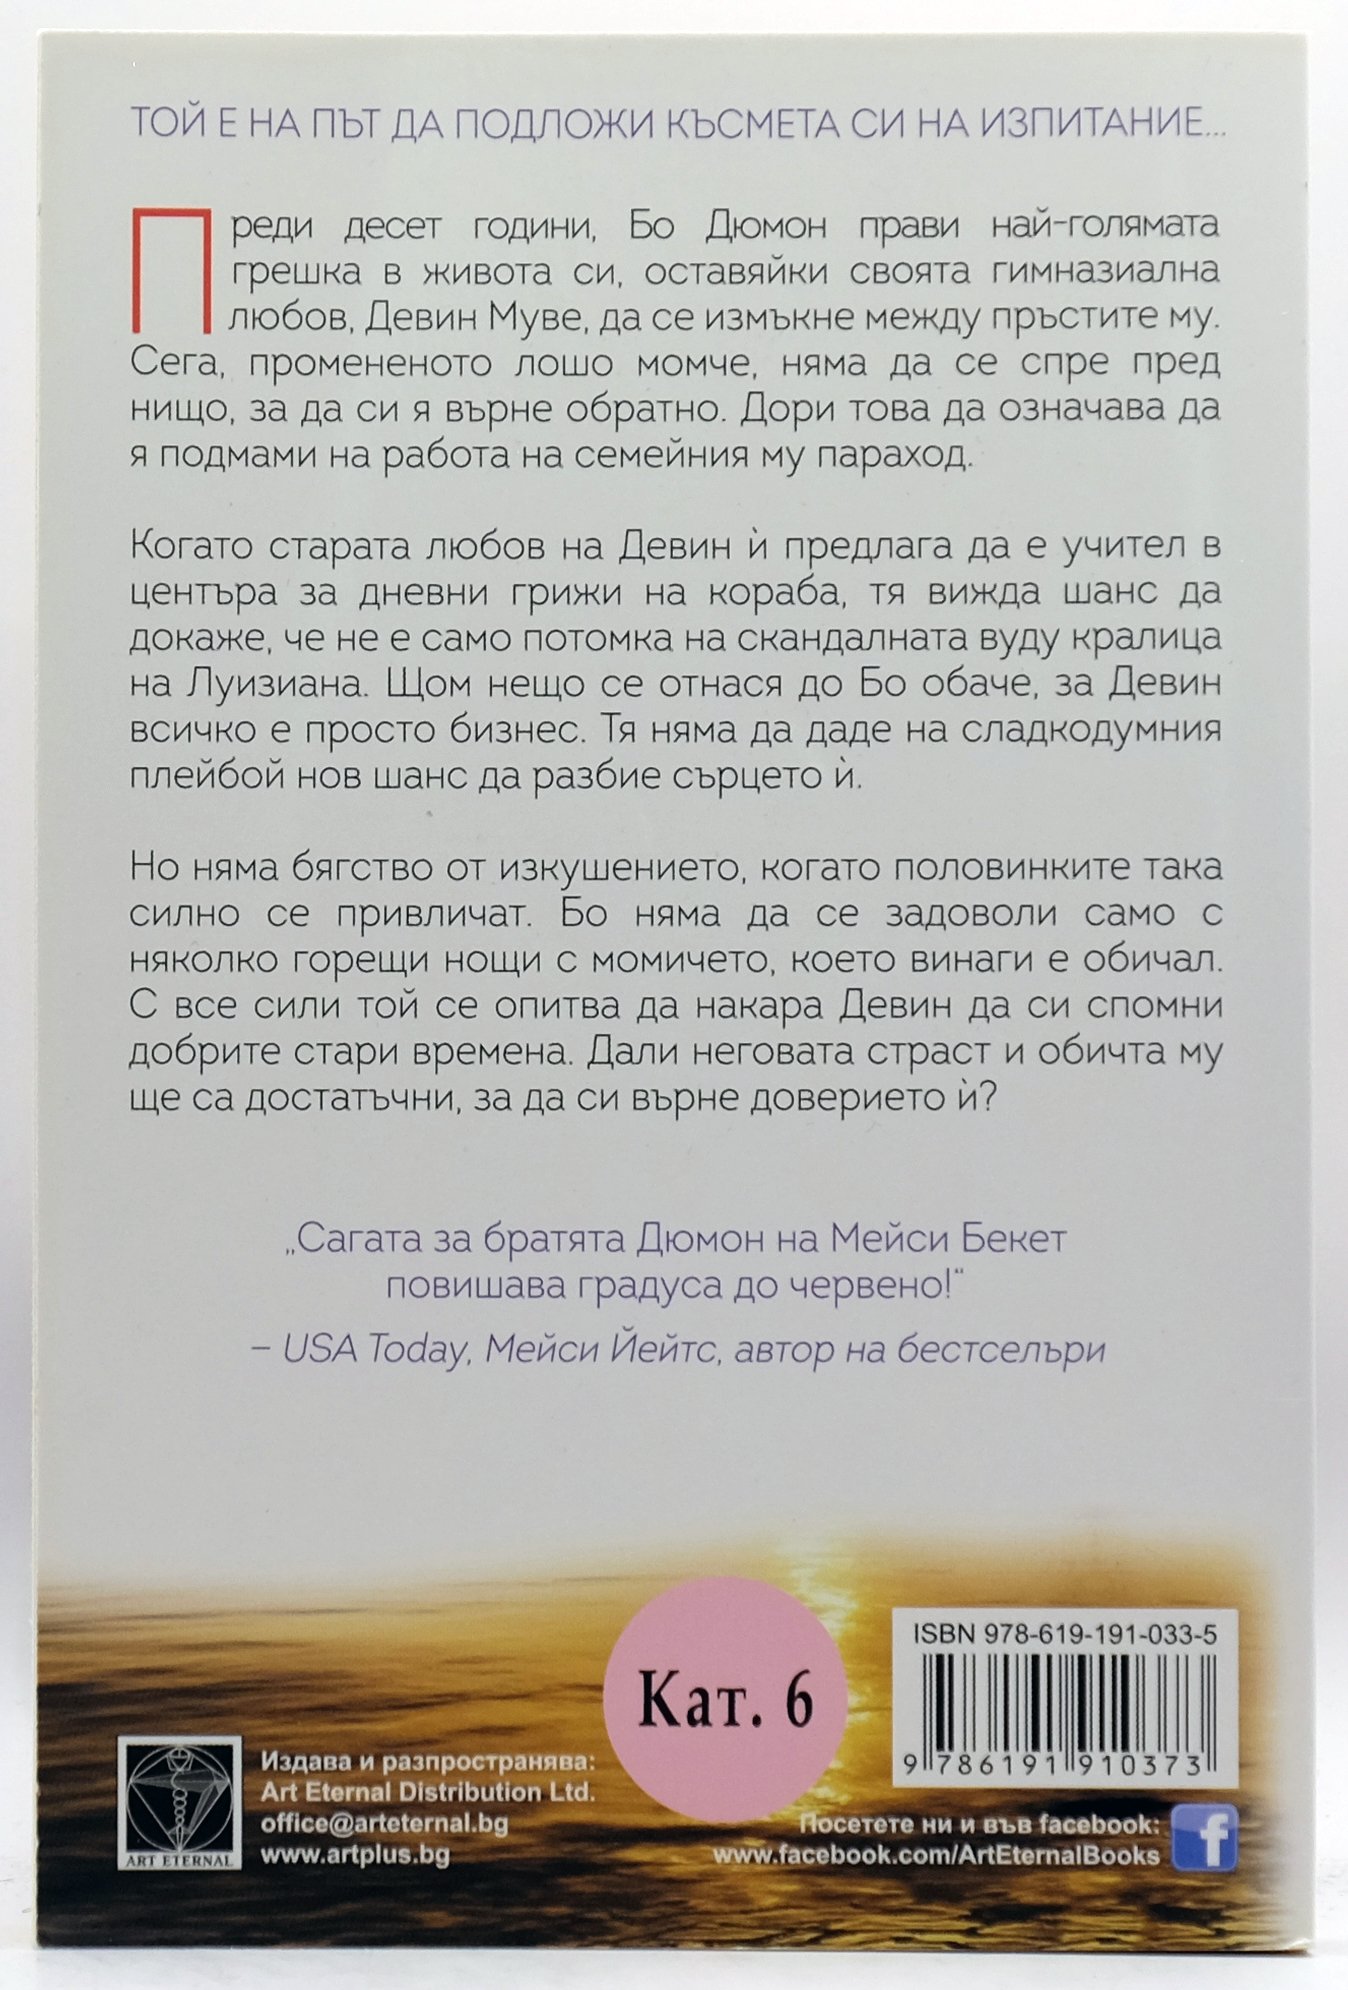 ТОЙ Е НА ПЪТ ДА ПОДЛОЖИ КЪСМЕТА СИ НА ИЗПИТАНИЕ...
Преди десет години, Бо Дюмон прави най-голямата
грешка в живота си, оставяйки своята гимназиална
любов, Девин Муве, да се измъкне между пръстите му.
Сега, промененото лошо момче, няма да се спре пред
нищо, за да си я върне обратно. Дори това да означава да
я подмами на работа на семейния му параход.
Когато старата любов на Девин ѝ предлага да е учител в
центъра за дневни грижи на кораба, тя вижда шанс да
докаже, че не е само потомка на скандалната вуду кралица
на Луизиана. Щом нещо се отнася до Бо обаче, за Девин
всичко е просто бизнес. Тя няма да даде на сладкодумния
плейбой нов шанс да разбие сърцето ѝ.
Но няма бягство от изкушението, когато половинките така
силно се привличат. Бо няма да се задоволи само с
няколко горещи нощи с момичето, което винаги е обичал.
С все сили той се опитва да накара Девин да си спомни
добрите стари времена. Дали неговата страст и обичта му
ще са достатъчни, за да си върне доверието ѝ?
„Сагата за братята Дюмон на Мейси Бекет
повишава градуса до червено!“
– USA Today, Мейси Йейтс, автор на бестселъри
Кат. 6
ISBN 978-619-191-033-5
9 786191 910373
ART ETERNAL
Издава и разпространява:
Art Eternal Distribution Ltd.
office@arteternal.bg
www.artplus.bg
Посетете ни и във facebook:
www.facebook.com/ArtEternalBooks
f